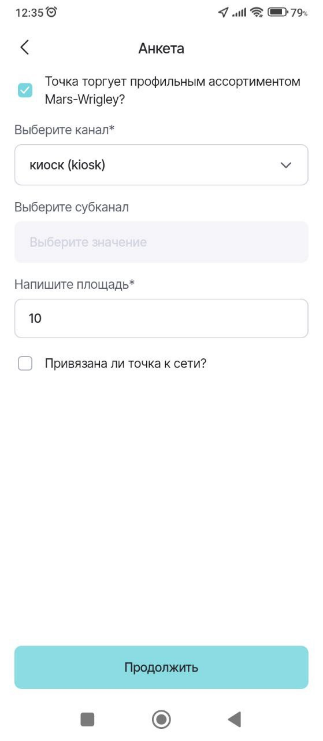 12:35
79%
Анкета
Точка торгует профильным ассортиментом
Mars-Wrigley?
Выберите канал*
киоск (kiosk)
Выберите субканал
Выберите значение
Напишите площадь*
10
Привязана ли точка к сети?
Продолжить